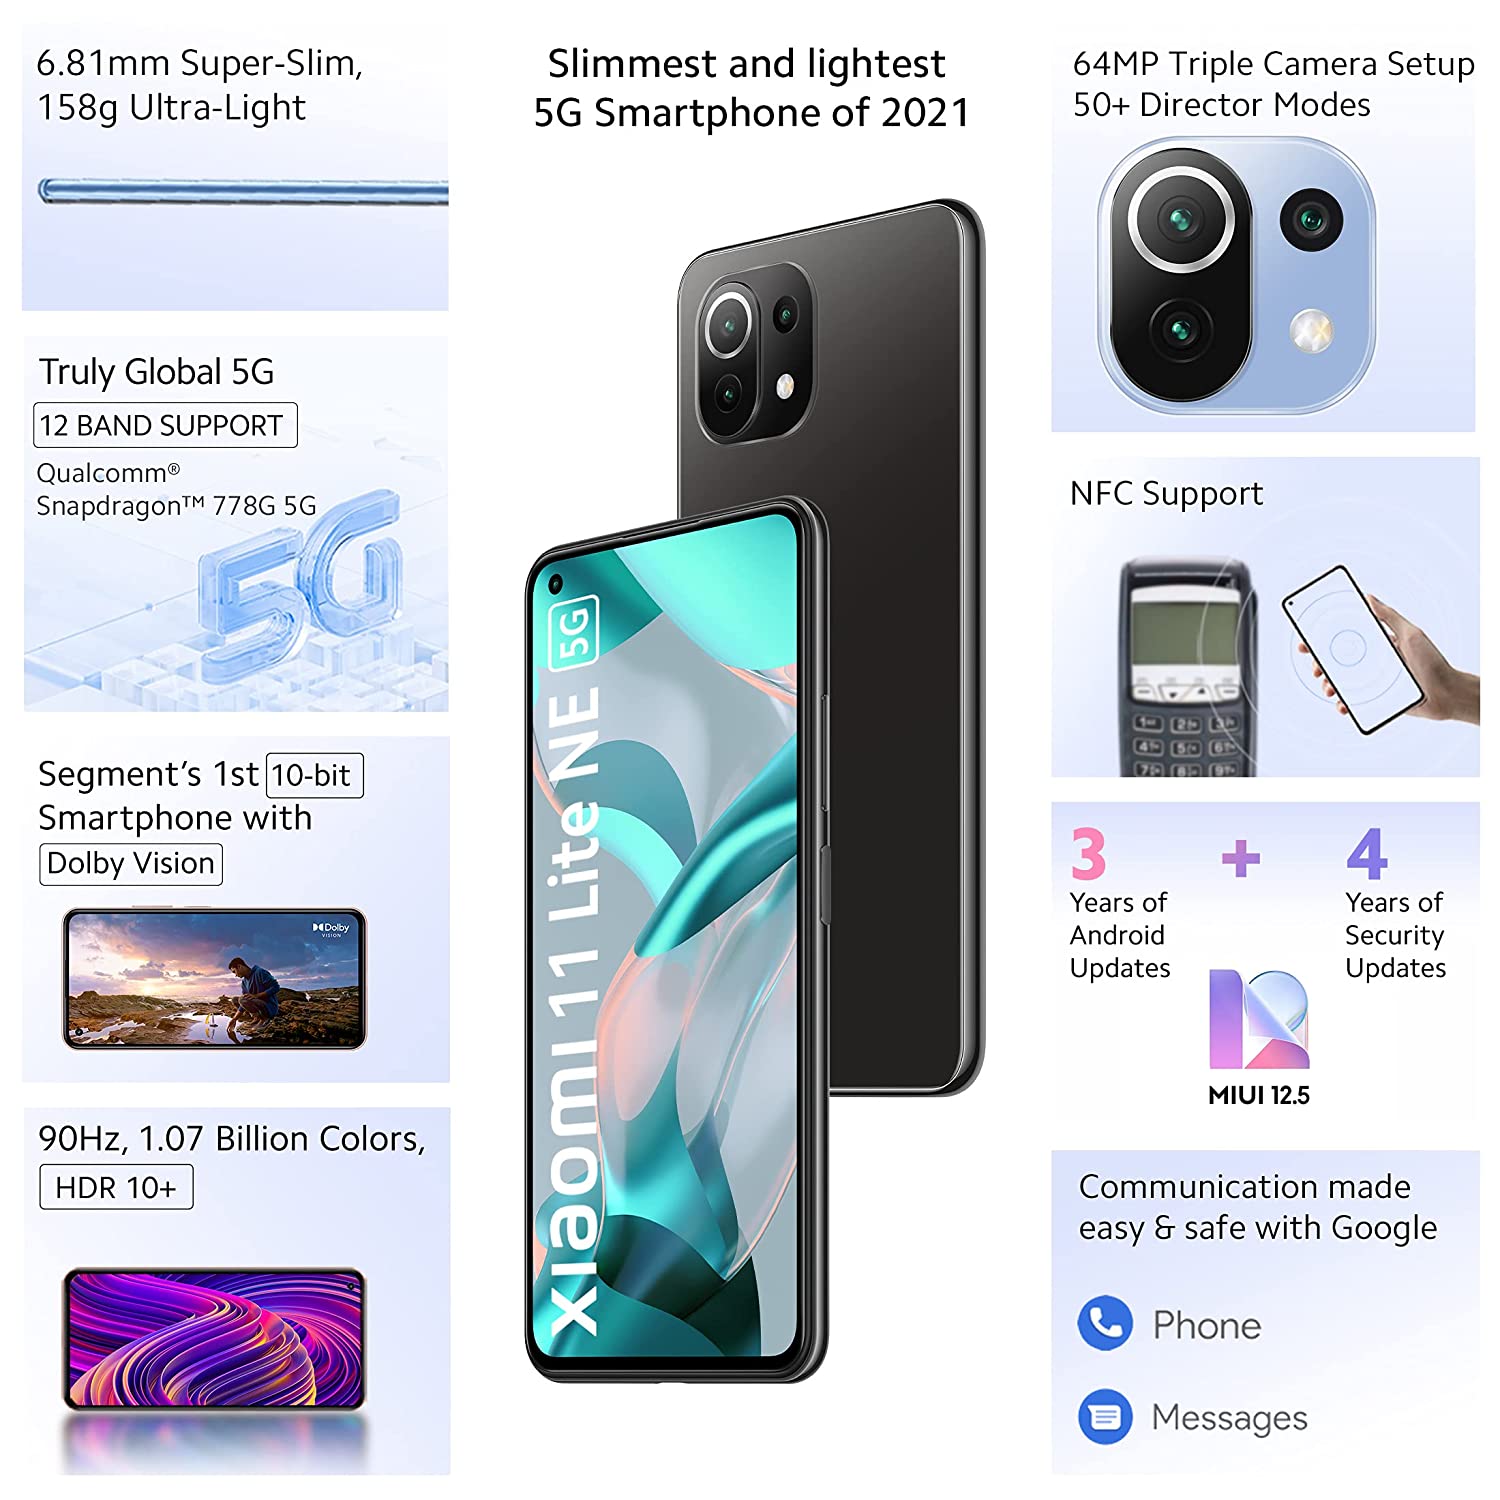 6.81mm Super-Slim,
158g Ultra-Light
Slimmest and lightest
5G Smartphone of 2021
64MP Triple Camera Setup
50+ Director Modes
Truly Global 5G
12 BAND SUPPORT
Qualcomm®
Snapdragon™ 778G 5G
5G
Segment's 1st 10-bit
Smartphone with
Dolby Vision
Dolby
VISION
90Hz, 1.07 Billion Colors,
HDR 10+
xiaomi 11 Lite NE 5G
NFC Support
3 + 4
Years of
Android
Updates
Years of
Security
Updates
MIUI 12.5
Communication made
easy & safe with Google
Phone
Messages